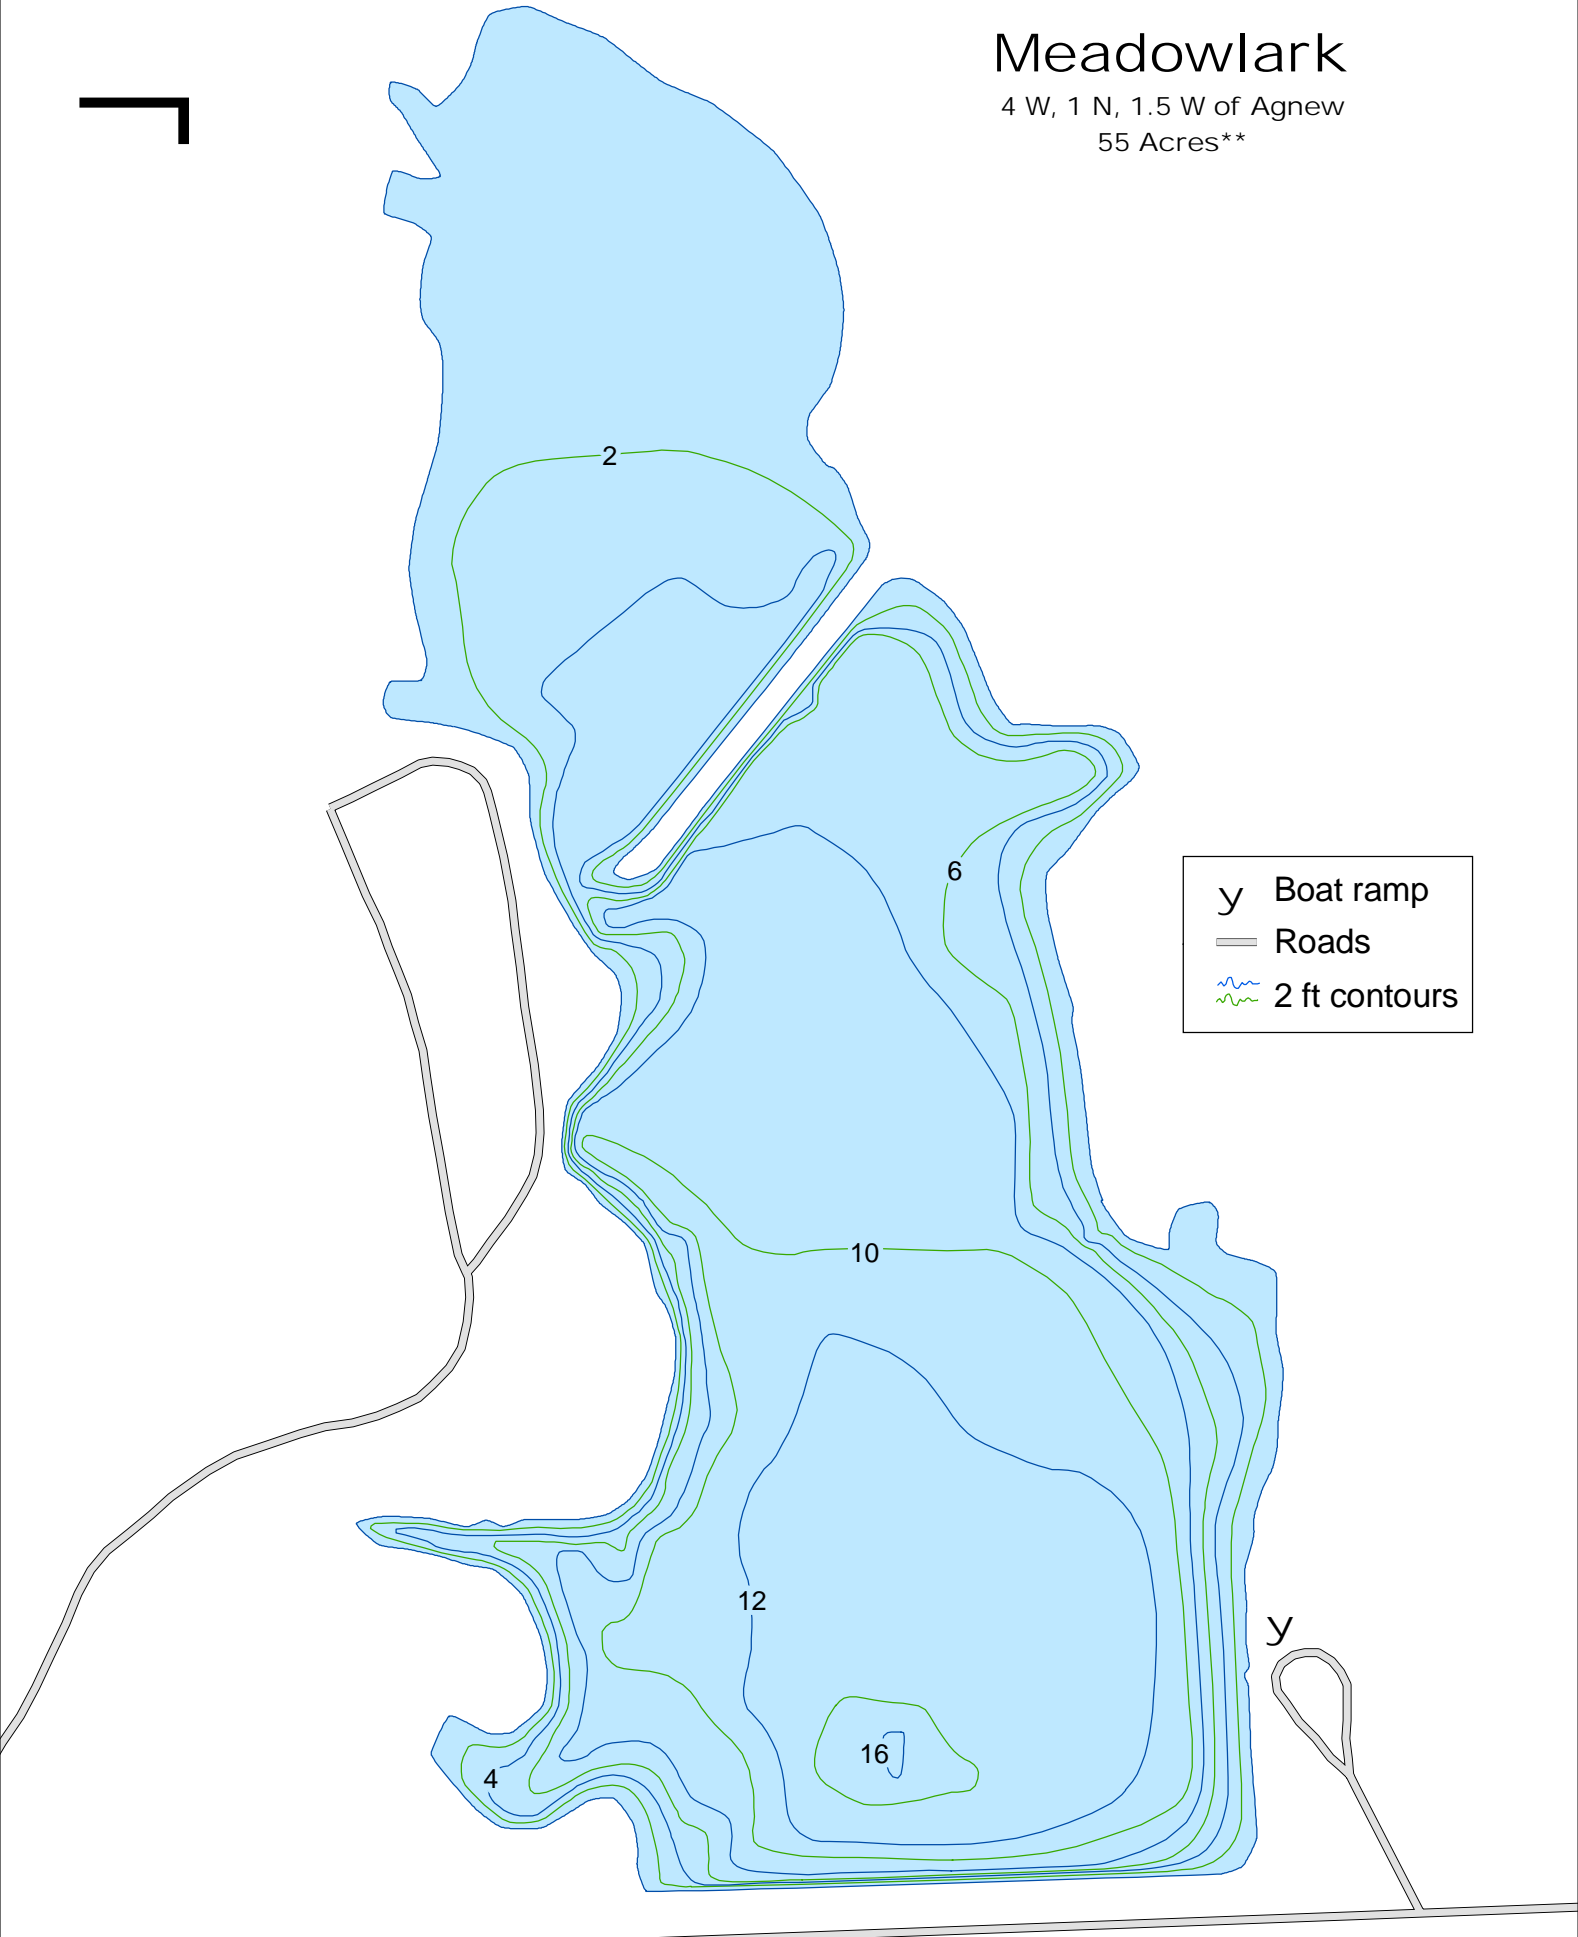 Meadowlark
4 W, 1 N, 1.5 W of Agnew
55 Acres**
2
6
y Boat ramp
Roads
2 ft contours
10
12
y
16
4